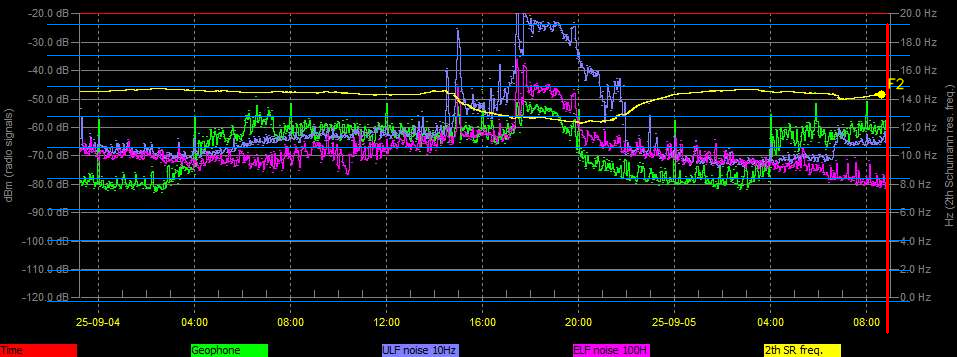 -20.0 dB 20.0 Hz
-30.0 dB 18.0 Hz
-40.0 dB 16.0 Hz
F2
-50.0 dB 14.0 Hz
-60.0 dB 12.0 Hz
-70.0 dB 10.0 Hz
-80.0 dB 8.0 Hz
-90.0 dB 6.0 Hz
-100.0 dB 4.0 Hz
-110.0 dB 2.0 Hz
-120.0 dB 0.0 Hz
dBm (radio signals)
Hz (2th Schumann res. freq.)
25-09-04 04:00 08:00 12:00 16:00 20:00 25-09-05 04:00 08:00
Time Geophone ULF noise 10Hz ELF noise 100H 2th SR freq.